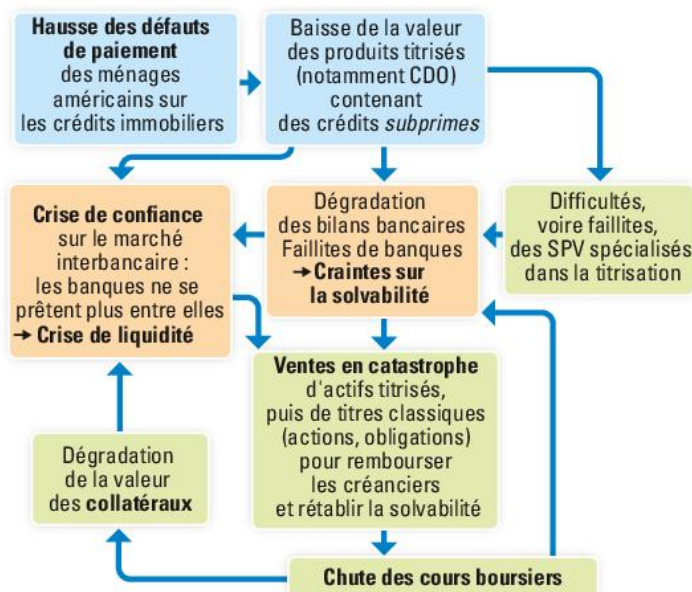 Hausse des défauts
de paiement
des ménages
américains sur
les crédits immobiliers
Baisse de la valeur
des produits titrisés
(notamment CDO)
contenant
des crédits subprimes
Crise de confiance
sur le marché
interbancaire :
les banques ne se
prêtent plus entre elles
→ Crise de liquidité
Dégradation
des bilans bancaires
Faillites de banques
→ Craintes sur
la solvabilité
Difficultés,
voire faillites,
des SPV spécialisés
dans la titrisation
Ventes en catastrophe
d'actifs titrisés,
puis de titres classiques
(actions, obligations)
pour rembourser
les créanciers
et rétablir la solvabilité
Dégradation
de la valeur
des collatéraux
Chute des cours boursiers